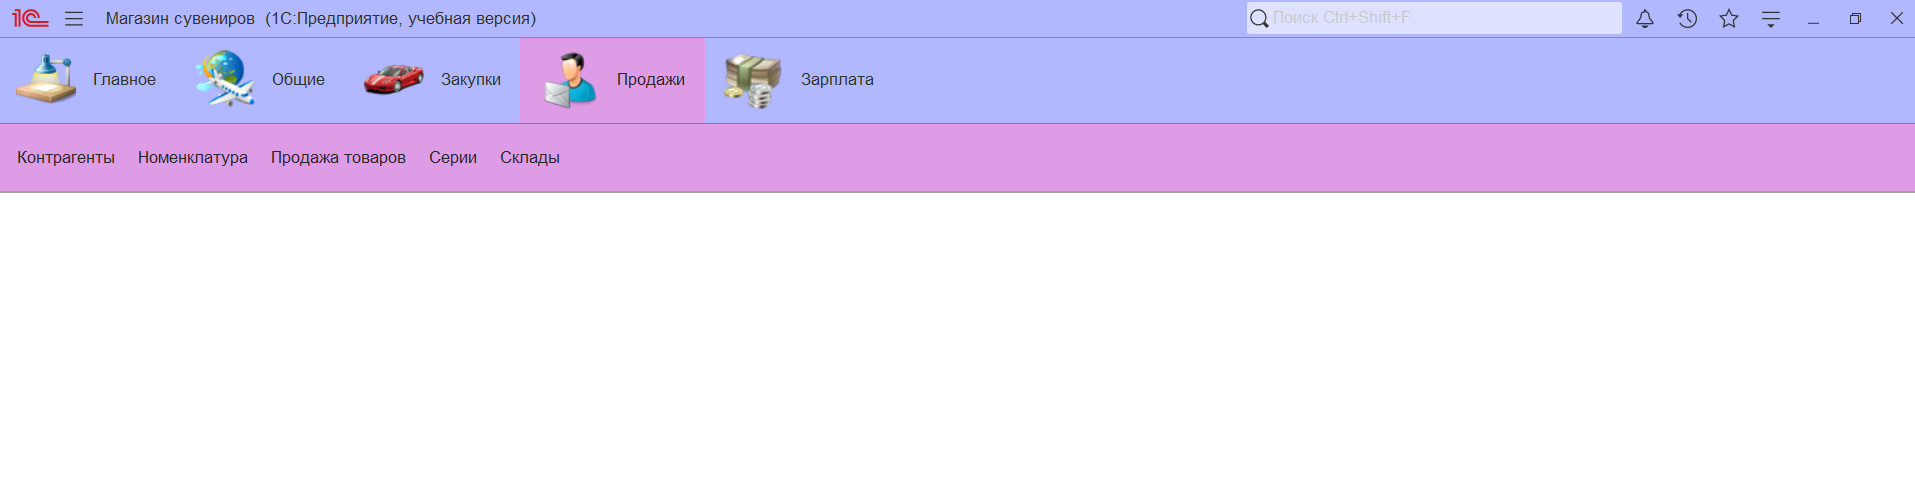 1С Магазин сувениров (1С:Предприятие, учебная версия) Поиск Ctrl+Shift+F
Главное Общие Закупки Продажи Зарплата
Контрагенты Номенклатура Продажа товаров Серии Склады